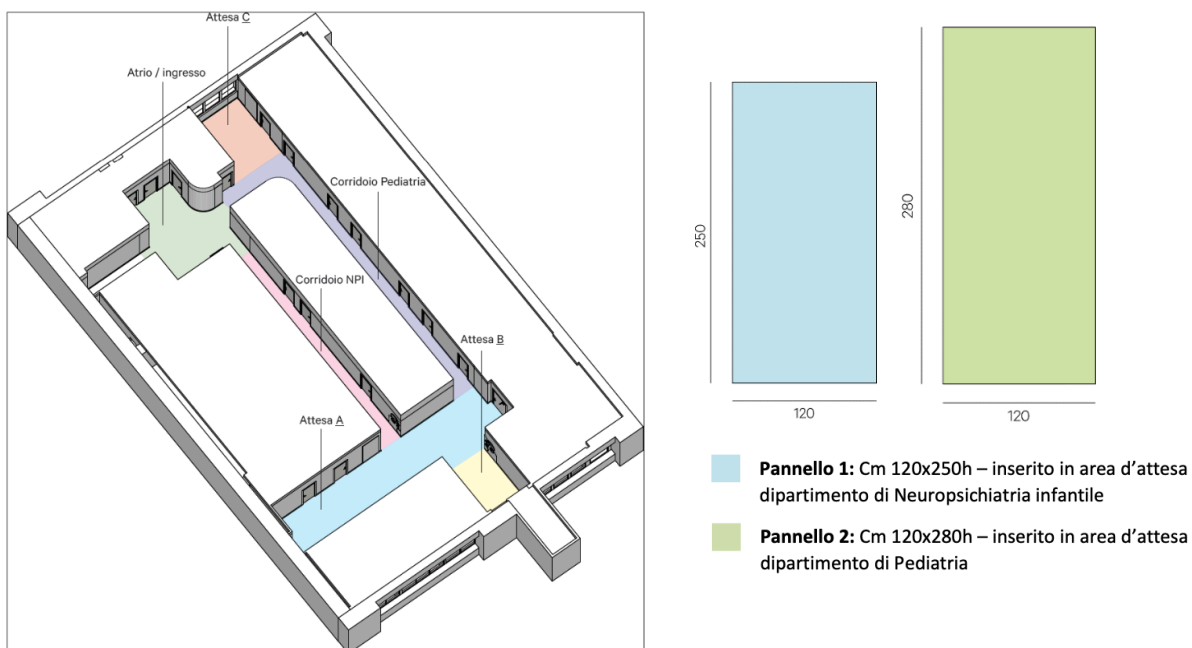 Attesa C
Atrio / ingresso
Corridoio Pediatria
Corridoio NPI
Attesa B
Attesa A
250
120
280
120
Pannello 1: Cm 120x250h – inserito in area d’attesa
dipartimento di Neuropsichiatria infantile
Pannello 2: Cm 120x280h – inserito in area d’attesa
dipartimento di Pediatria